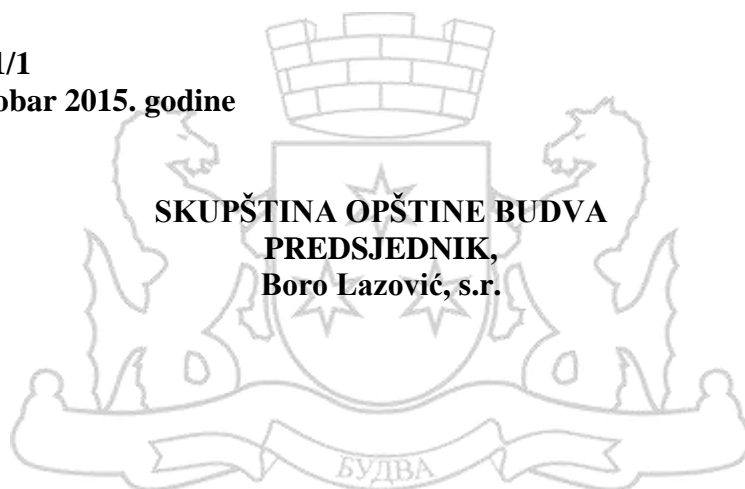 1/1
obar 2015. godine
SKUPŠTINA OPŠTINE BUDVA
PREDSJEDNIK,
Boro Lazović, s.r.
БУДВА